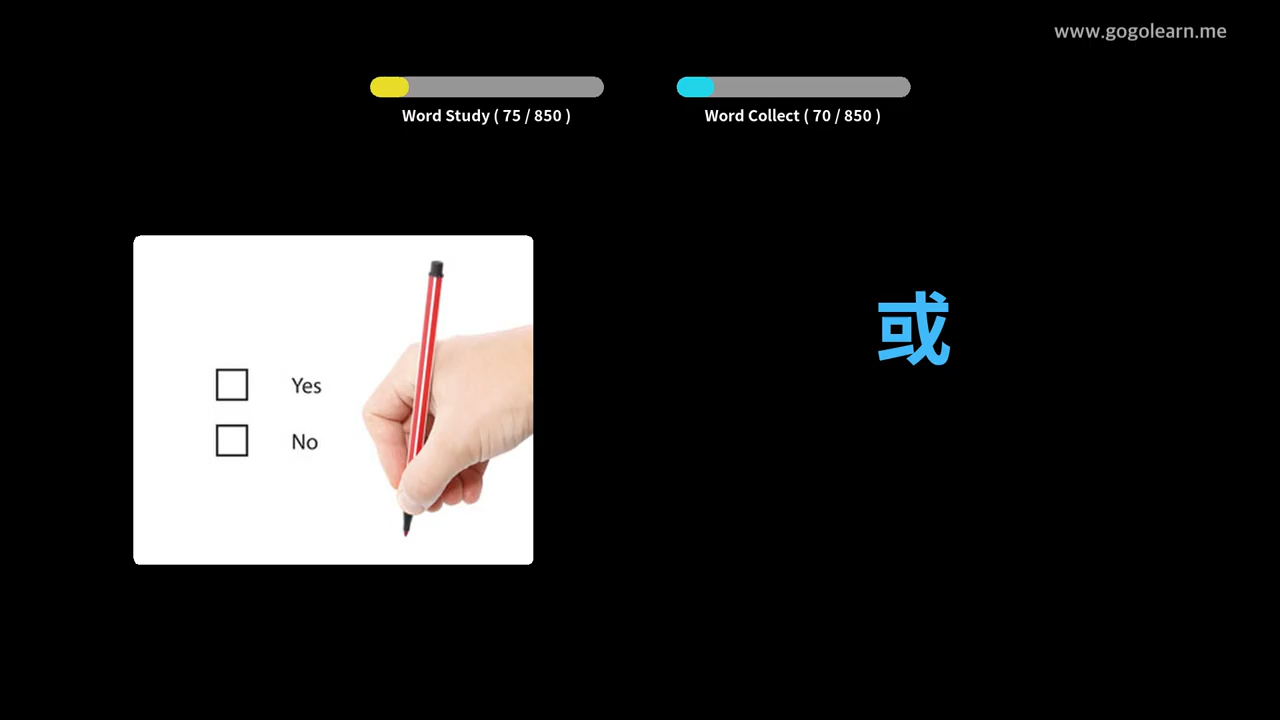 www.gogolearn.me
Word Study ( 75 / 850 )
Word Collect ( 70 / 850 )
Yes
No
或